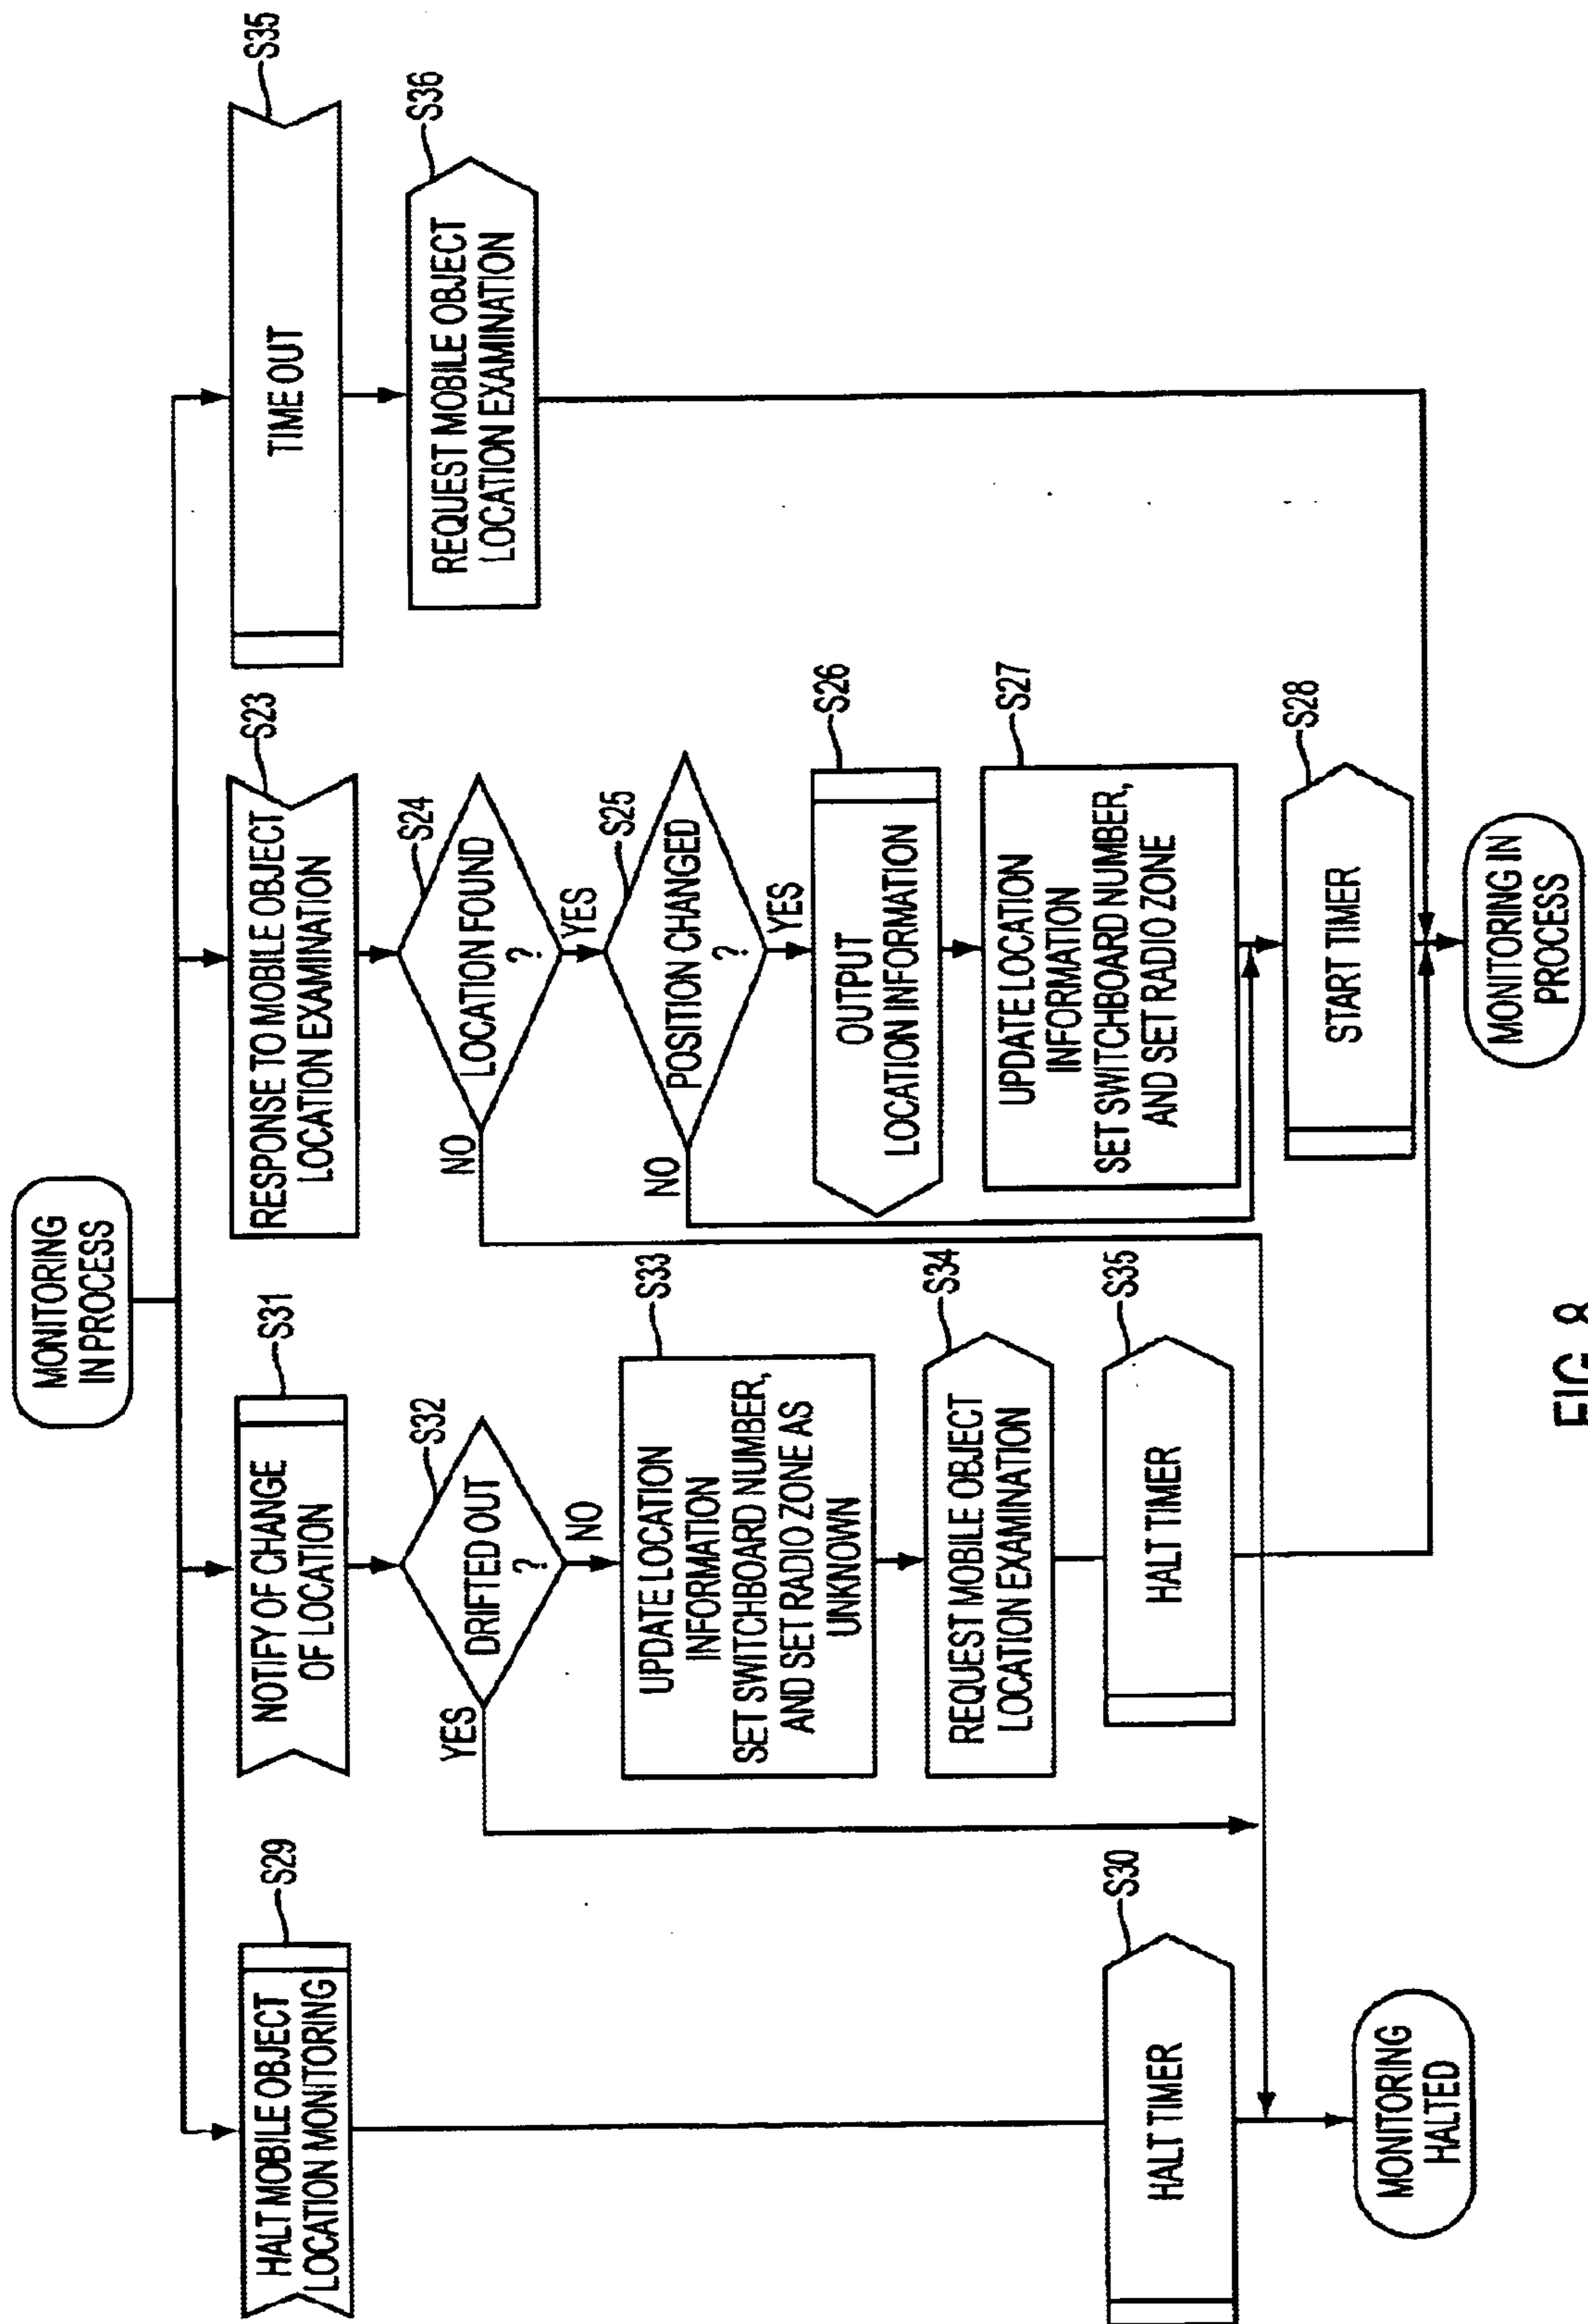 MONITORING
IN PROCESS
S29
HALT MOBILE OBJECT
LOCATION MONITORING
S30
HALT TIMER
MONITORING
HALTED
S31
NOTIFY OF CHANGE
OF LOCATION
S32
DRIFTED OUT
?
YES
NO
S33
UPDATE LOCATION
INFORMATION
SET SWITCHBOARD NUMBER,
AND SET RADIO ZONE AS
UNKNOWN
S34
REQUEST MOBILE OBJECT
LOCATION EXAMINATION
S35
HALT TIMER
S23
RESPONSE TO MOBILE OBJECT
LOCATION EXAMINATION
S24
LOCATION FOUND
?
NO
YES
S25
POSITION CHANGED
?
NO
YES
S26
OUTPUT
LOCATION INFORMATION
S27
UPDATE LOCATION
INFORMATION
SET SWITCHBOARD NUMBER,
AND SET RADIO ZONE
S28
START TIMER
MONITORING IN
PROCESS
S35
TIME OUT
S36
REQUEST MOBILE OBJECT
LOCATION EXAMINATION
FIG. 8